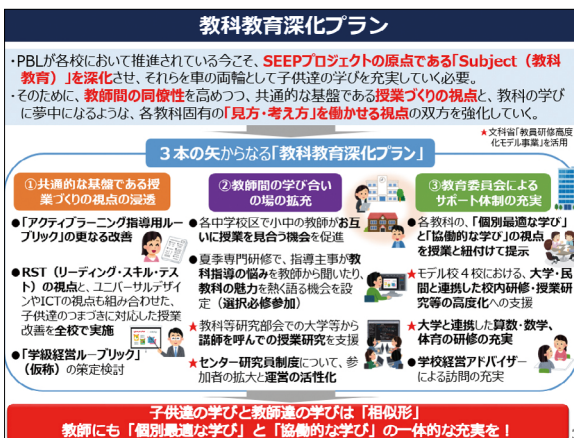 教科教育深化プラン
・PBLが各校において推進されている今こそ、SEEPプロジェクトの原点である「Subject（教科
教育）」を深化させ、それらを車の両輪として子供達の学びを充実していく必要。
・そのために、教師間の同僚性を高めつつ、共通的な基盤である授業づくりの視点と、教科の学び
に夢中になるような、各教科固有の「見方・考え方」を働かせる視点の双方を強化していく。
★文科省「教員研修高度
化モデル事業」を活用
３本の矢からなる「教科教育深化プラン」
①共通的な基盤である授
業づくりの視点の浸透
●「アクティブラーニング指導用ルー
ブリック」の更なる改善
●RST（リーディング・スキル・テス
ト）の視点と、ユニバーサルデザイ
ンやICTの視点も組み合わせた、
子供達のつまずきに対応した授業
改善を全校で実施
●「学級経営ルーブリック」
（仮称）の策定検討
②教師間の学び合い
の場の拡充
●各中学校区で小中の教師がお互
いに授業を見合う機会を促進
●夏季専門研修で、指導主事が教
科指導の悩みを教師から聞いたり、
教科の魅力を熱く語る機会を設
定（選択必修参加）
★教科等研究部会での大学等から
講師を呼んでの授業研究を支援
★センター研究員制度について、参
加者の拡大と運営の活性化
③教育委員会による
サポート体制の充実
●各教科の、「個別最適な学び」
と「協働的な学び」の視点
を授業と紐付けて提示
★モデル校４校における、大学・民
間と連携した校内研修・授業研
究等の高度化への支援
★大学と連携した算数・数学、
体育の研修の充実
●学校経営アドバイザー
による訪問の充実
子供達の学びと教師達の学びは「相似形」
教師にも「個別最適な学び」と「協働的な学び」の一体的な充実を！